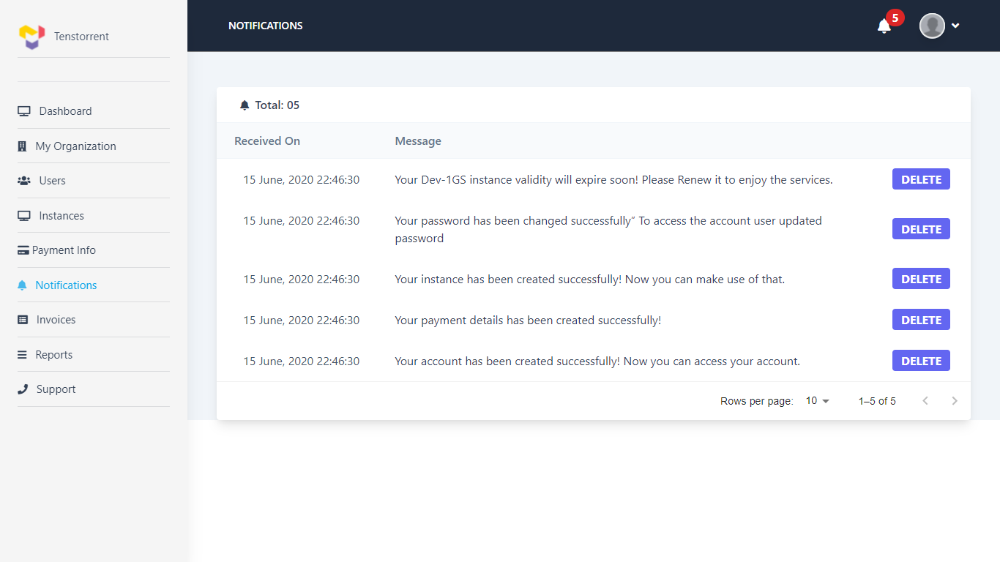 Tenstorrent
NOTIFICATIONS
5
Dashboard
My Organization
Users
Instances
Payment Info
Notifications
Invoices
Reports
Support
Total: 05
Received On Message
15 June, 2020 22:46:30 Your Dev-1GS instance validity will expire soon! Please Renew it to enjoy the services. DELETE
15 June, 2020 22:46:30 Your password has been changed successfully” To access the account user updated
password DELETE
15 June, 2020 22:46:30 Your instance has been created successfully! Now you can make use of that. DELETE
15 June, 2020 22:46:30 Your payment details has been created successfully! DELETE
15 June, 2020 22:46:30 Your account has been created successfully! Now you can access your account. DELETE
Rows per page: 10 1–5 of 5